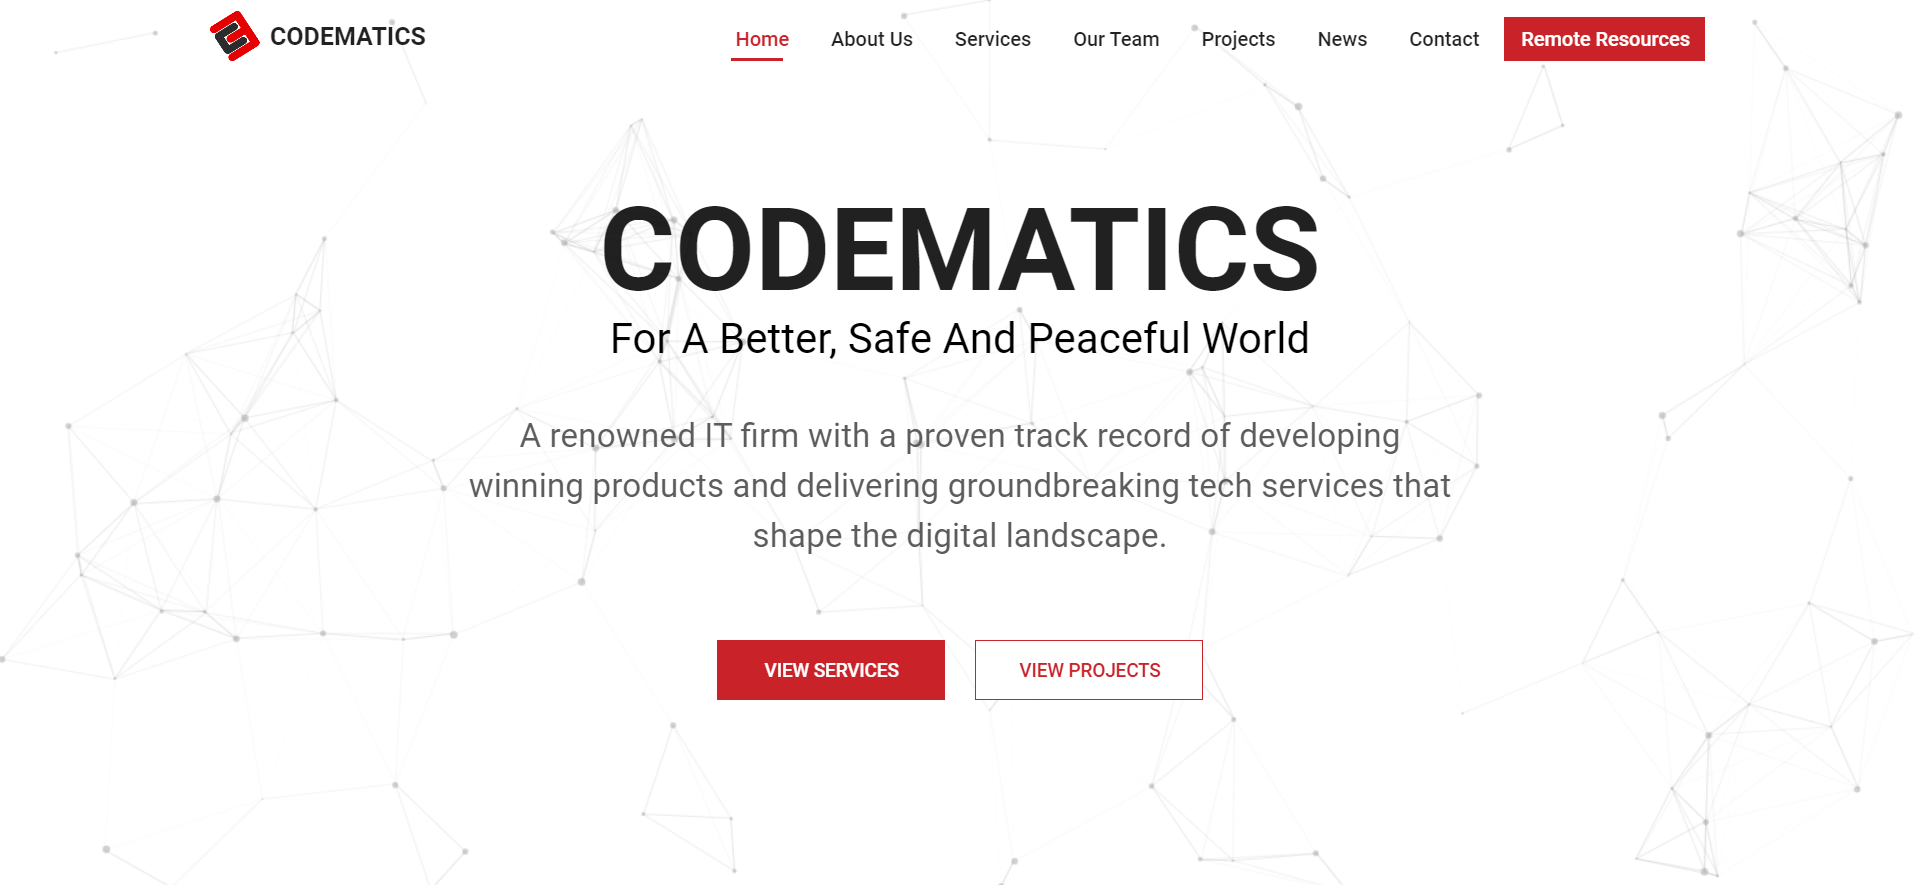 CODEMATICS
Home About Us Services Our Team Projects News Contact Remote Resources
CODEMATICS
For A Better, Safe And Peaceful World
A renowned IT firm with a proven track record of developing
winning products and delivering groundbreaking tech services that
shape the digital landscape.
VIEW SERVICES VIEW PROJECTS